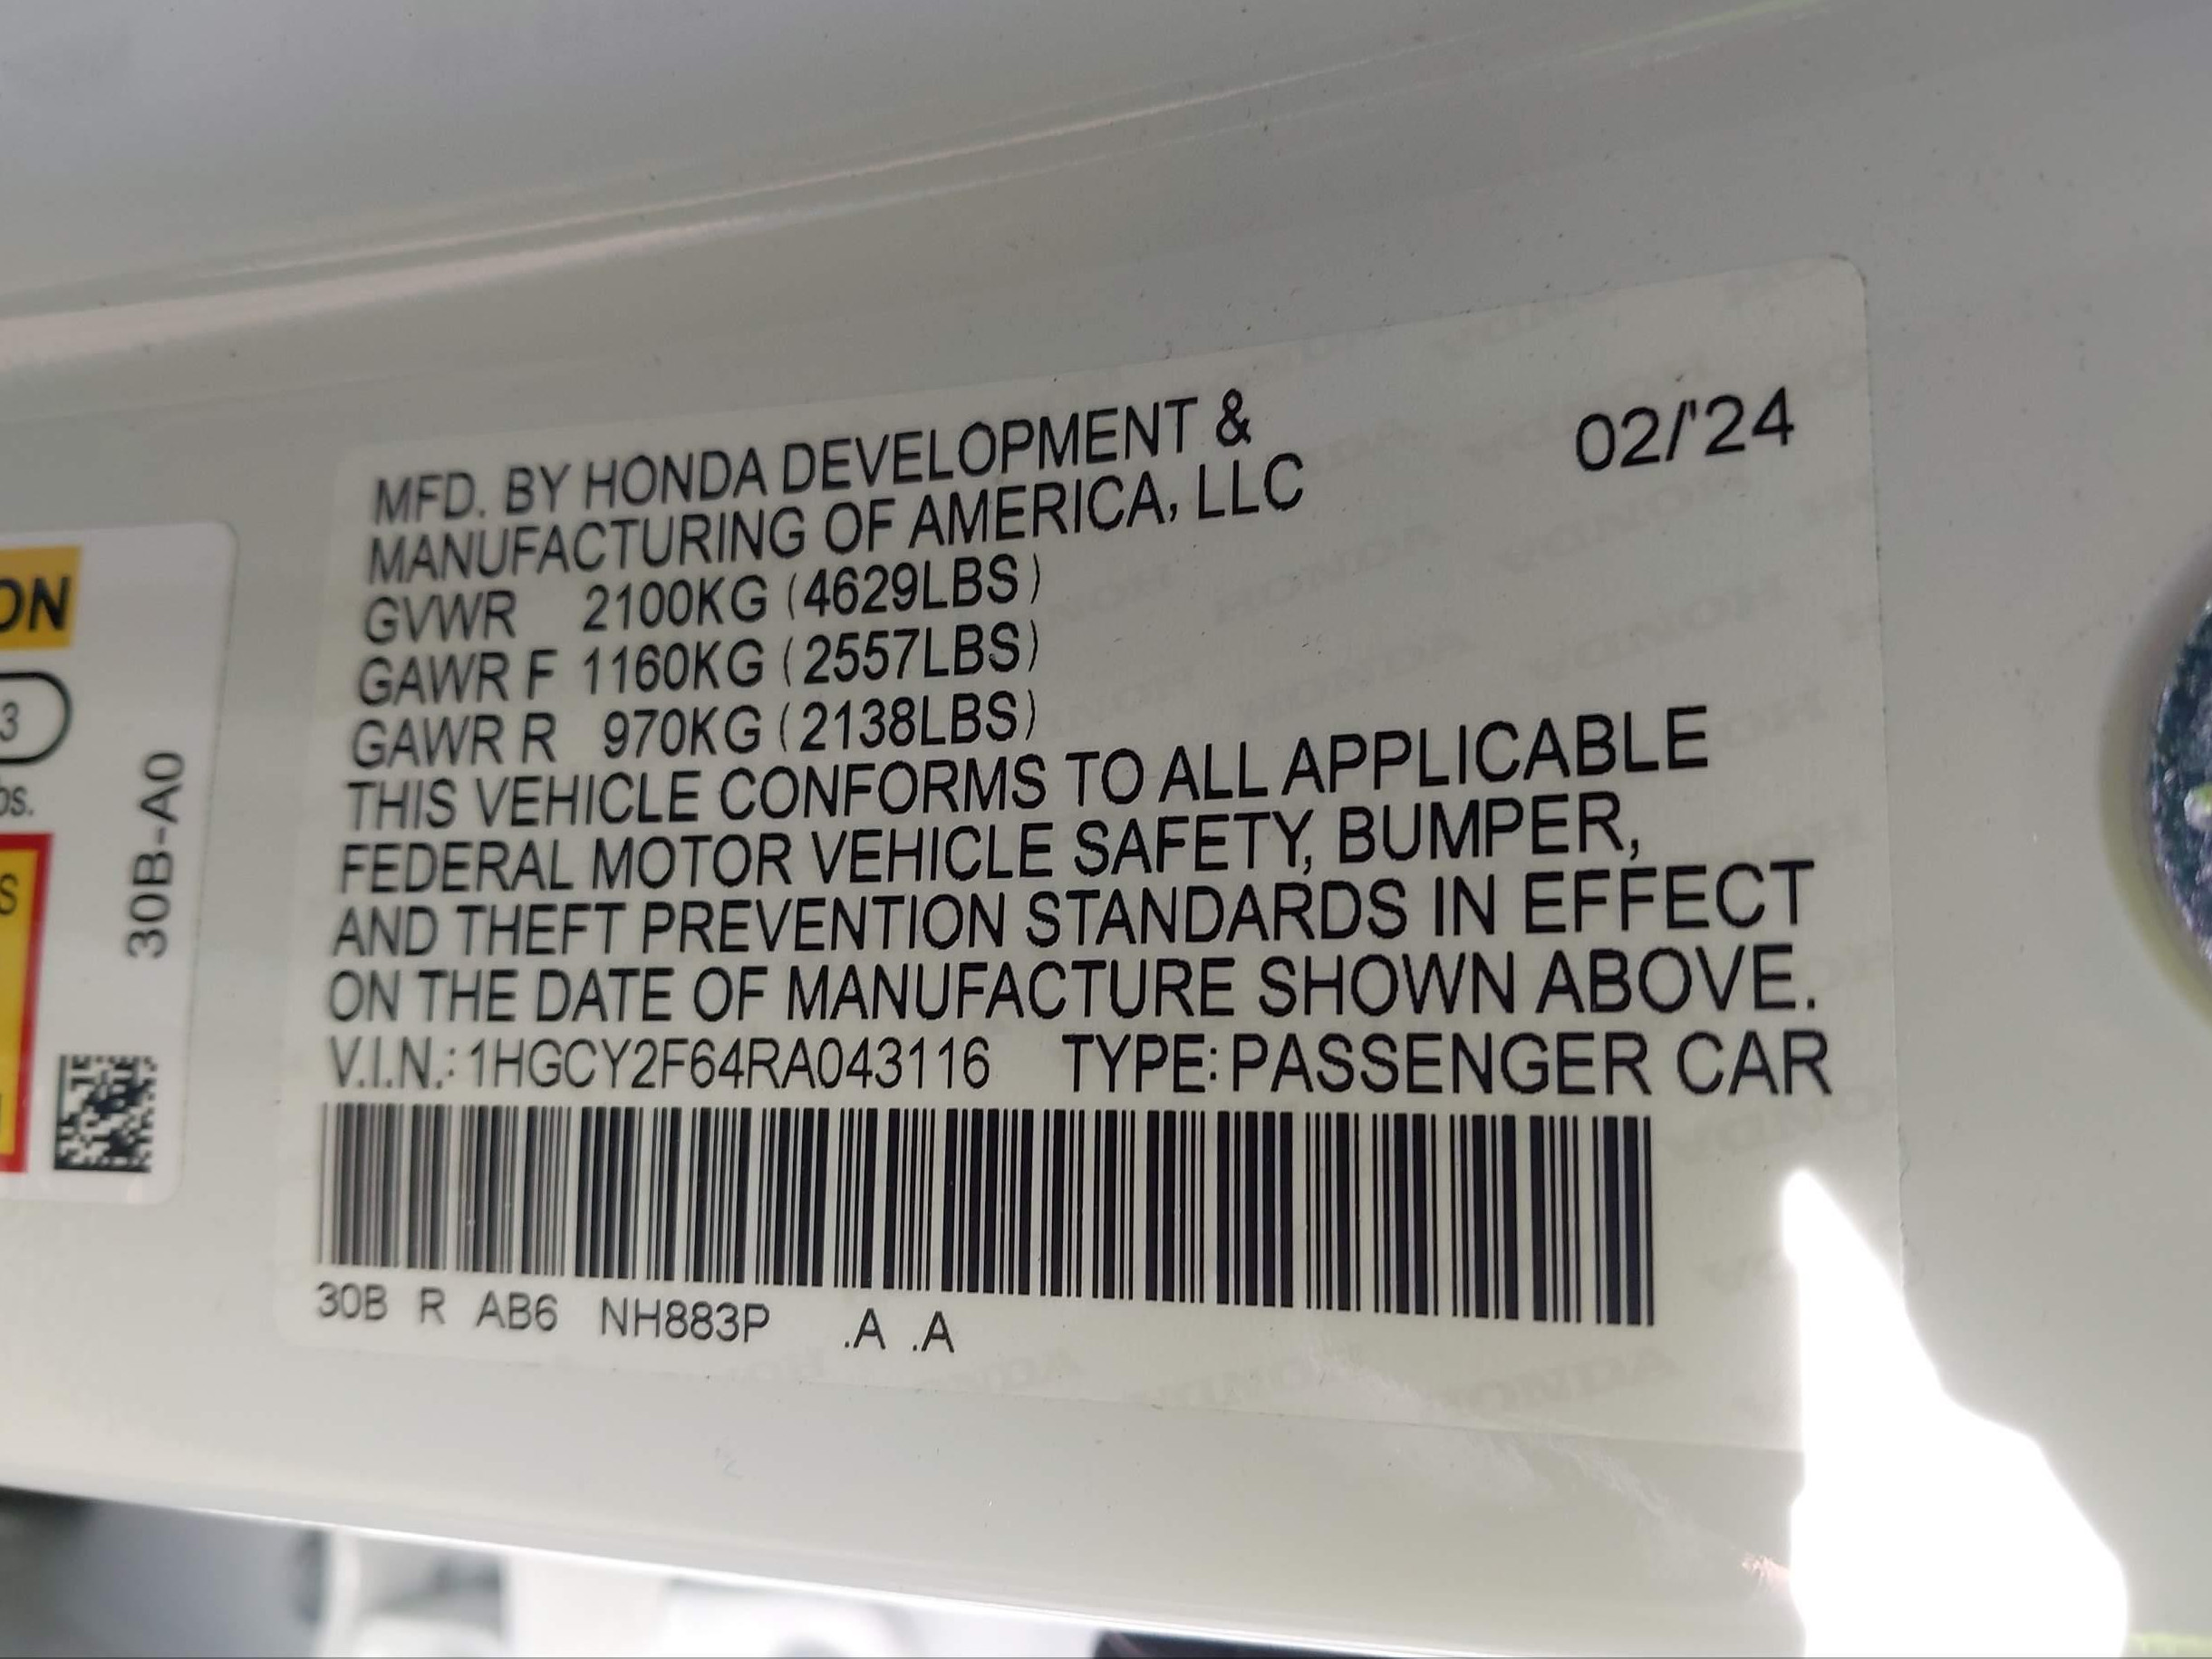 MFD. BY HONDA DEVELOPMENT &
MANUFACTURING OF AMERICA, LLC
02/'24
GVWR 2100KG (4629LBS)
GAWR F 1160KG (2557LBS)
GAWR R 970KG (2138LBS)
THIS VEHICLE CONFORMS TO ALL APPLICABLE
FEDERAL MOTOR VEHICLE SAFETY, BUMPER,
AND THEFT PREVENTION STANDARDS IN EFFECT
ON THE DATE OF MANUFACTURE SHOWN ABOVE.
V.I.N.: 1HGCY2F64RA043116 TYPE: PASSENGER CAR
30B R AB6 NH883P .A .A
ON
3
S
30B-A0